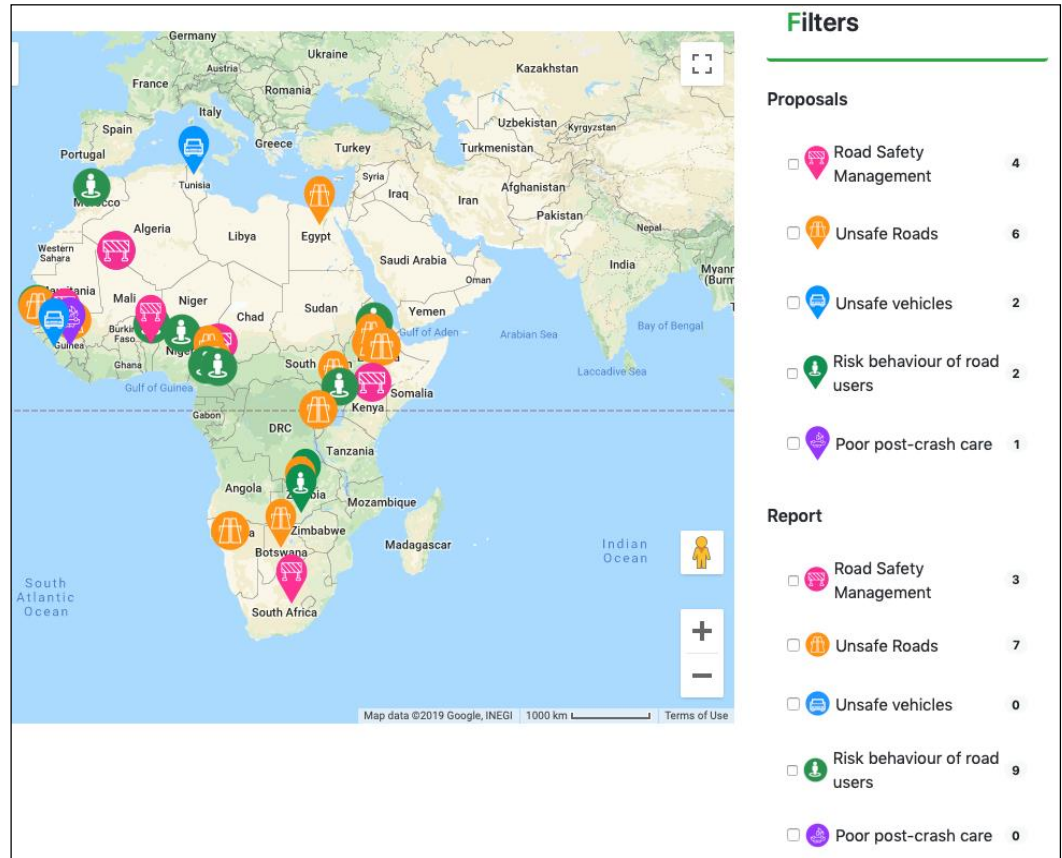 Germany
Ukraine
Austria
Kazakhstan
France
Romania
Italy
Uzbekistan
Kyrgyzstan
Spain
Greece
Turkey
Turkmenistan
Portugal
Syria
Tunisia
Afghanistan
Iraq
Iran
Morocco
Pakistan
Algeria
Libya
Egypt
Nepal
Western
Sahara
Saudi Arabia
India
Oman
Mauritania
Mali
Niger
Sudan
Yemen
Chad
Gulf of Aden
Arabian Sea
Bay of Bengal
Burkina
Faso
Guinea
Ghana
South
Laccadive Sea
Gulf of Guinea
Somalia
Gabon
Kenya
DRC
Tanzania
Angola
Mozambique
Zimbabwe
Botswana
Madagascar
Indian
Ocean
South
Atlantic
Ocean
South Africa
Map data ©2019 Google, INEGI
1000 km
Terms of Use
Filters
Proposals
Road Safety
Management 4
Unsafe Roads 6
Unsafe vehicles 2
Risk behaviour of road
users 2
Poor post-crash care 1
Report
Road Safety
Management 3
Unsafe Roads 7
Unsafe vehicles 0
Risk behaviour of road
users 9
Poor post-crash care 0